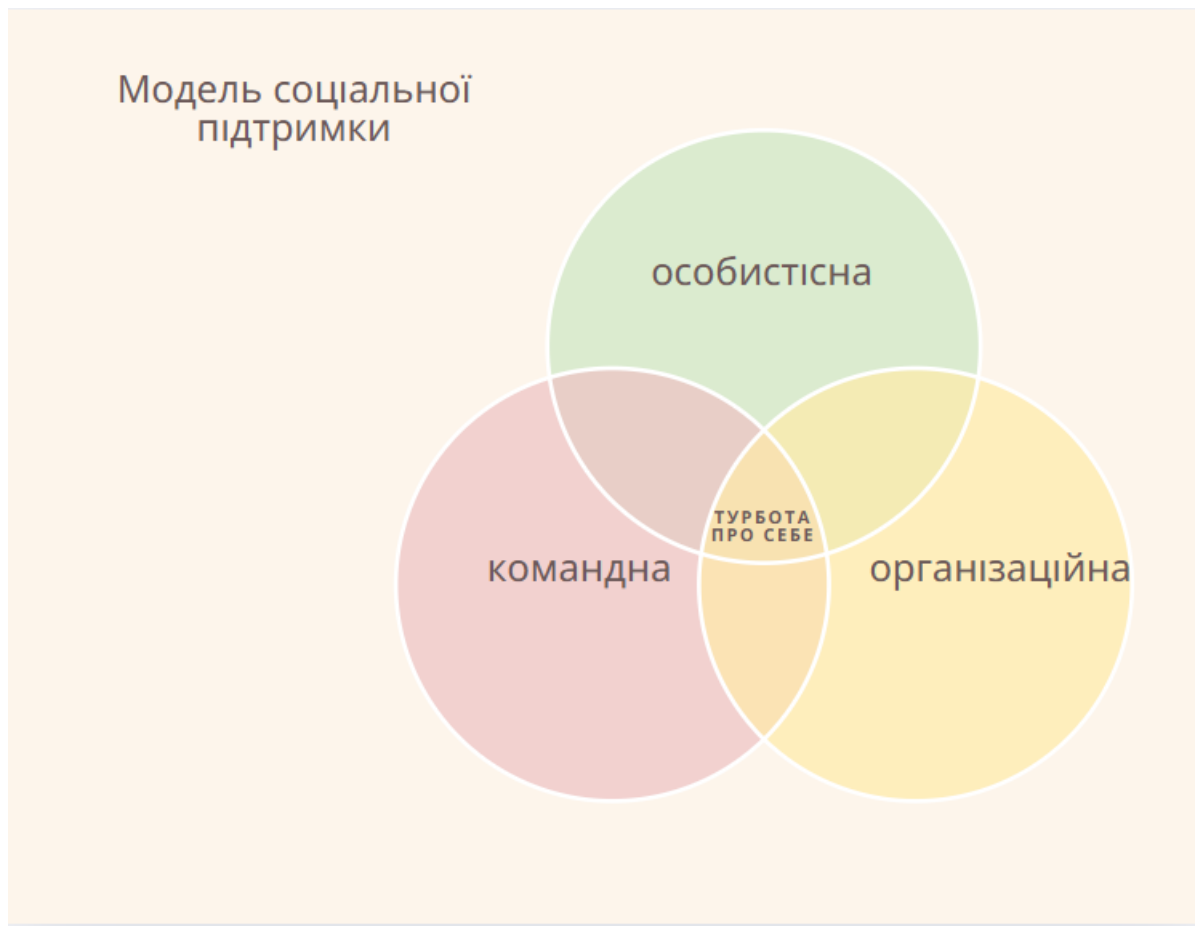 Модель соціальної
підтримки
особистісна
ТУРБОТА
ПРО СЕБЕ
командна
організаційна